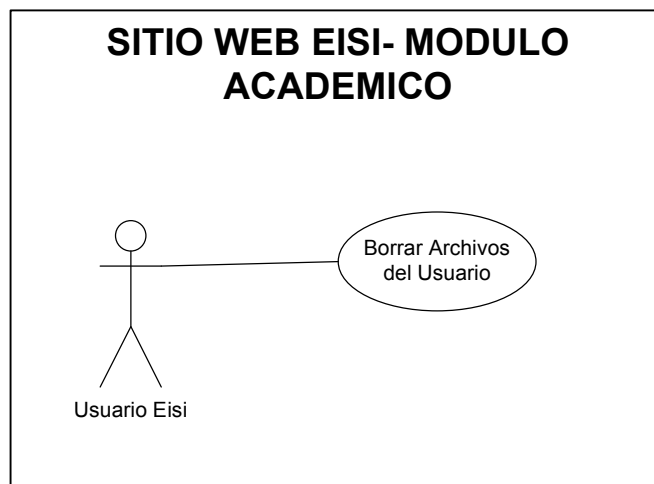 SITIO WEB EISI- MODULO
ACADEMICO
Borrar Archivos
del Usuario
Usuario Eisi